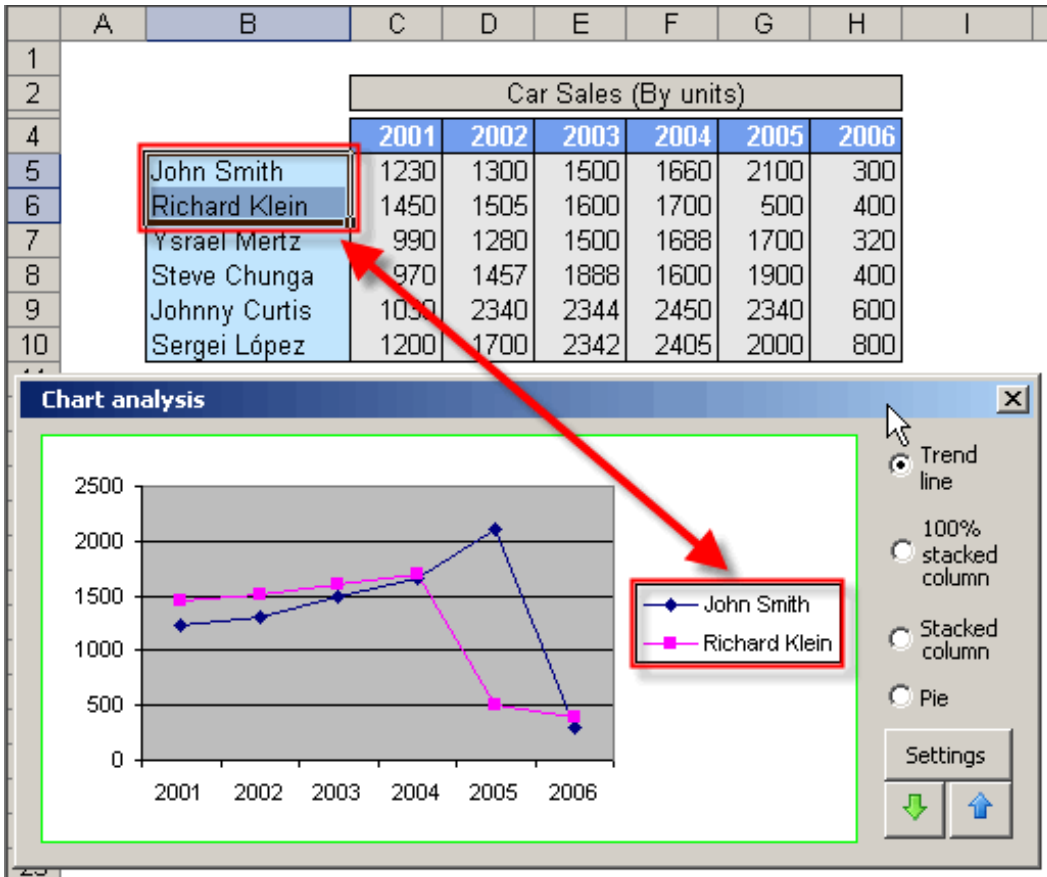 A B C D E F G H I
1
2 Car Sales (By units)
4 2001 2002 2003 2004 2005 2006
5 John Smith 1230 1300 1500 1660 2100 300
6 Richard Klein 1450 1505 1600 1700 500 400
7 Ysrael Mertz 990 1280 1500 1688 1700 320
8 Steve Chunga 970 1457 1888 1600 1900 400
9 Johnny Curtis 2340 2344 2450 2340 600
10 Sergei López 1200 1700 2342 2405 2000 800
Chart analysis
2500
2000
1500
1000
500
0
2001 2002 2003 2004 2005 2006
John Smith
Richard Klein
Trend
line
100%
stacked
column
Stacked
column
Pie
Settings